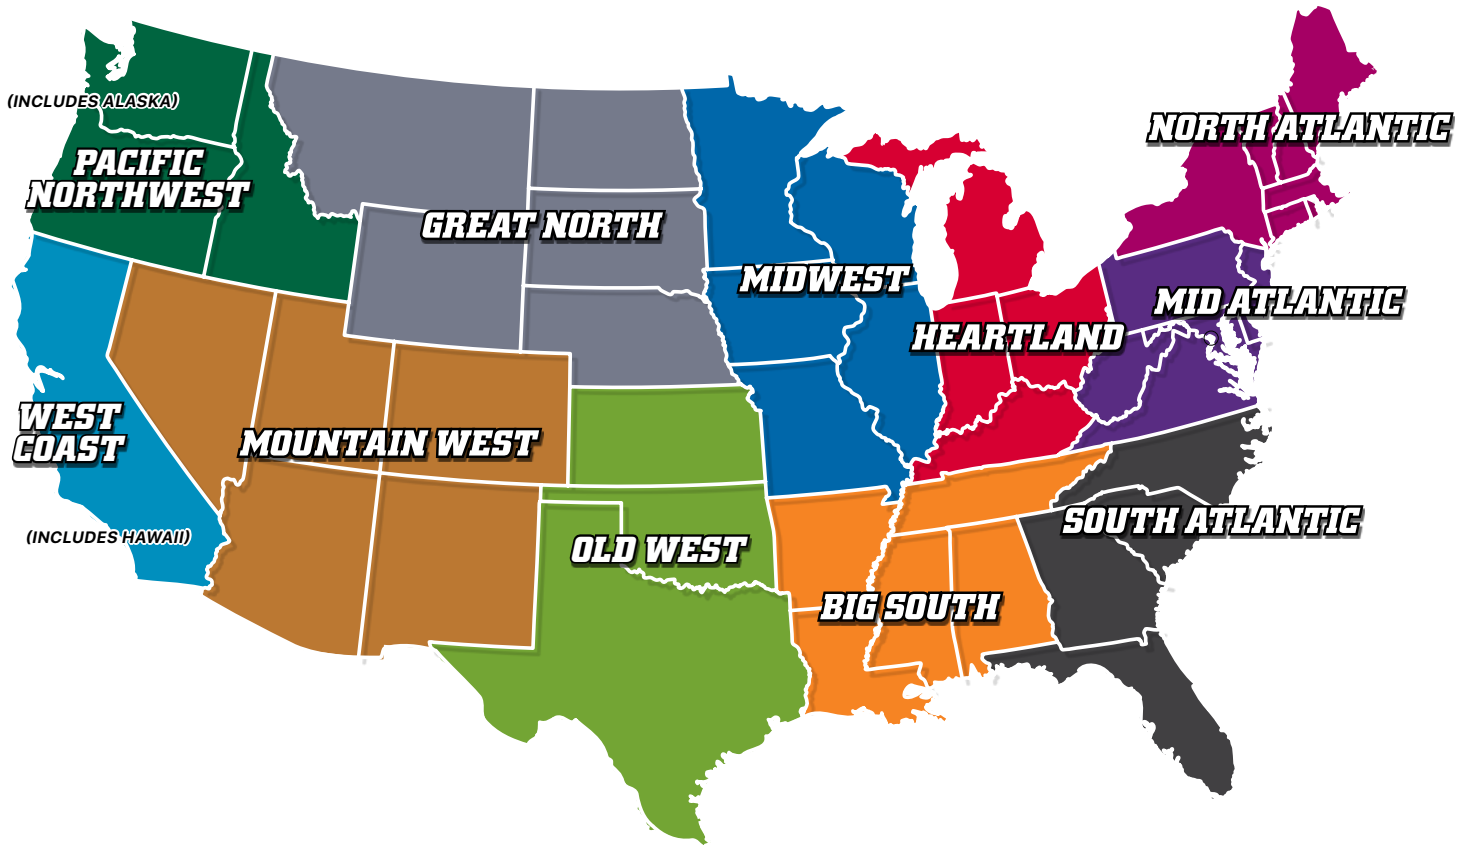 (INCLUDES ALASKA)
PACIFIC
NORTHWEST
GREAT NORTH
MIDWEST
HEARTLAND
NORTH ATLANTIC
MID ATLANTIC
WEST
COAST
(INCLUDES HAWAII)
MOUNTAIN WEST
OLD WEST
BIG SOUTH
SOUTH ATLANTIC